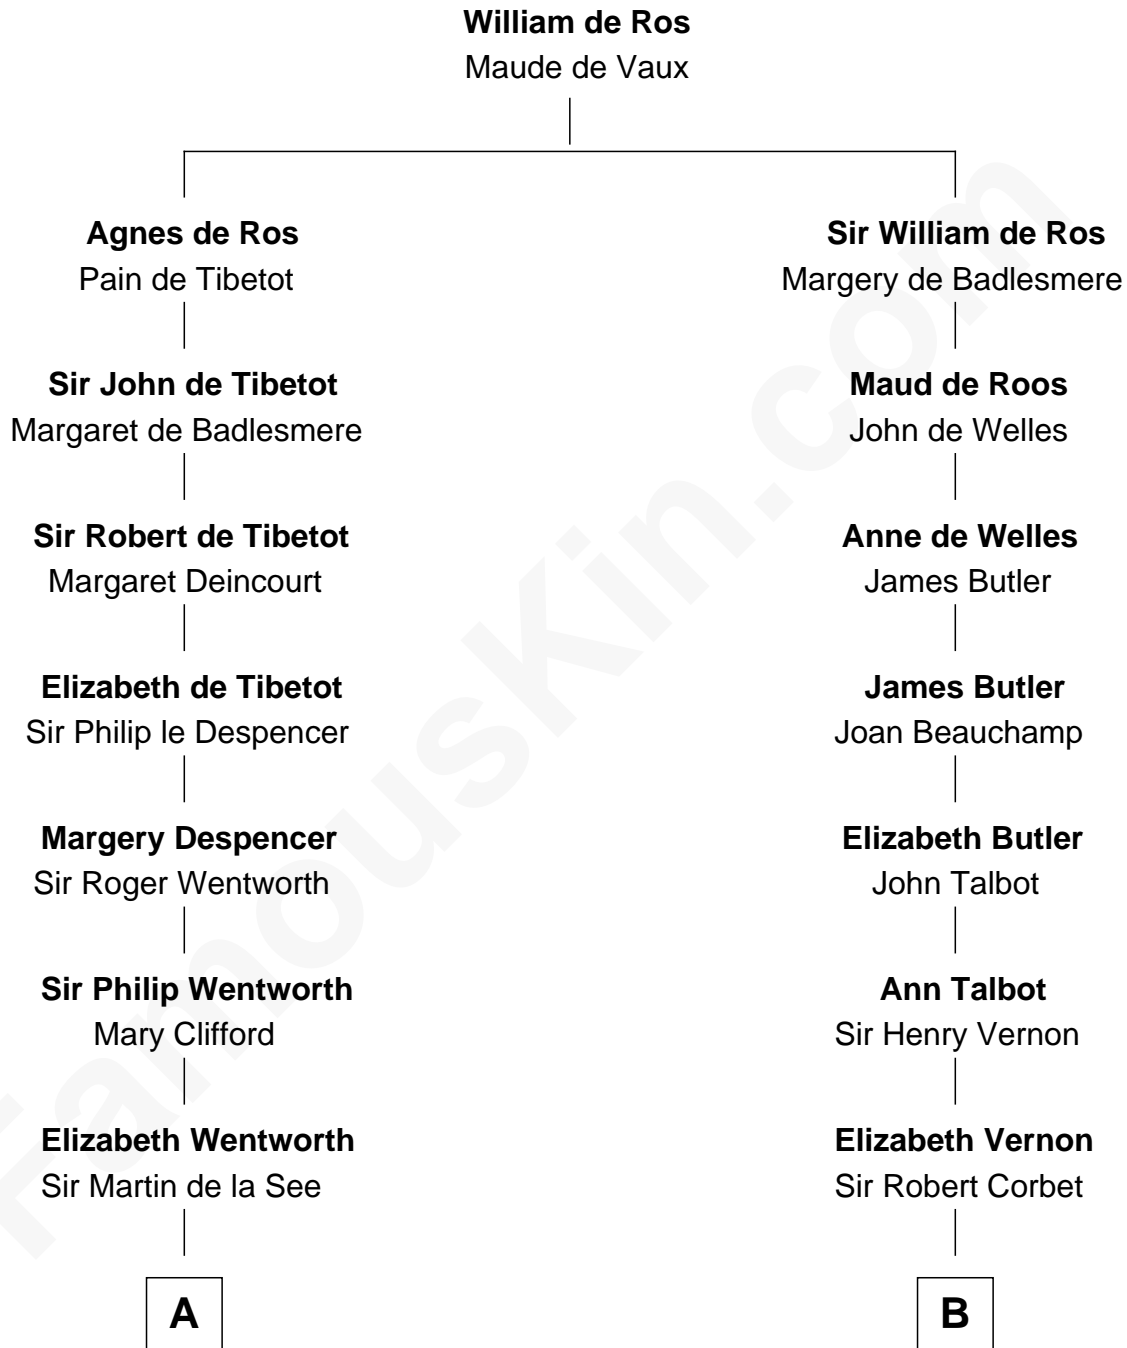 William de Ros
Maude de Vaux
Agnes de Ros
Pain de Tibetot
Sir William de Ros
Margery de Badlesmere
Sir John de Tibetot
Margaret de Badlesmere
Maud de Roos
John de Welles
Sir Robert de Tibetot
Margaret Deincourt
Anne de Welles
James Butler
Elizabeth de Tibetot
Sir Philip le Despencer
James Butler
Joan Beauchamp
Margery Despencer
Sir Roger Wentworth
Elizabeth Butler
John Talbot
Sir Philip Wentworth
Mary Clifford
Ann Talbot
Sir Henry Vernon
Elizabeth Wentworth
Sir Martin de la See
Elizabeth Vernon
Sir Robert Corbet
A
B
FamousKin.com